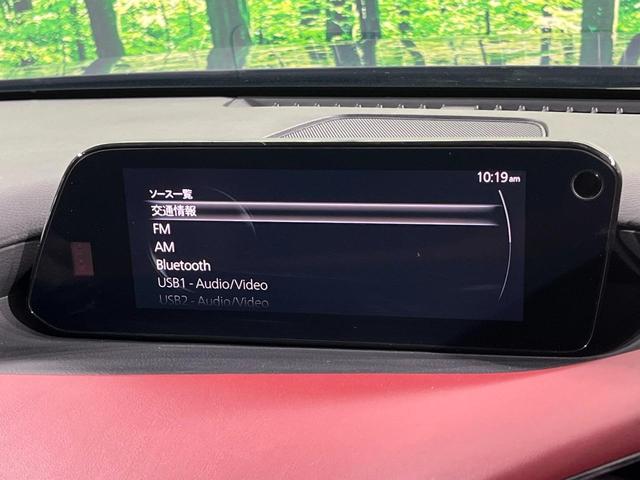 10:19am
ソース一覧
交通情報
FM
AM
Bluetooth
USB1 - Audio/Video
USB2 - Audio/Video